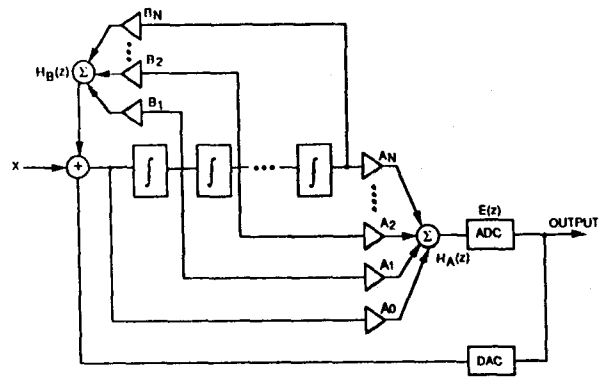 BN
HB(z)
Σ
B2
B1
X
+
∫
∫
∫
AN
A2
Σ
E(z)
ADC
OUTPUT
A1
HA(z)
A0
DAC